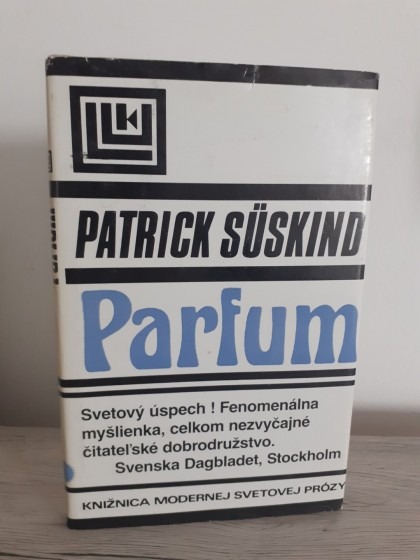 PATRICK SÜSKIND
Parfum
Svetový úspech ! Fenomenálna
myšlienka, celkom nezvyčajné
čitateľské dobrodružstvo.
Svenska Dagbladet, Stockholm
KNIŽNICA MODERNEJ SVETOVEJ PRÓZY